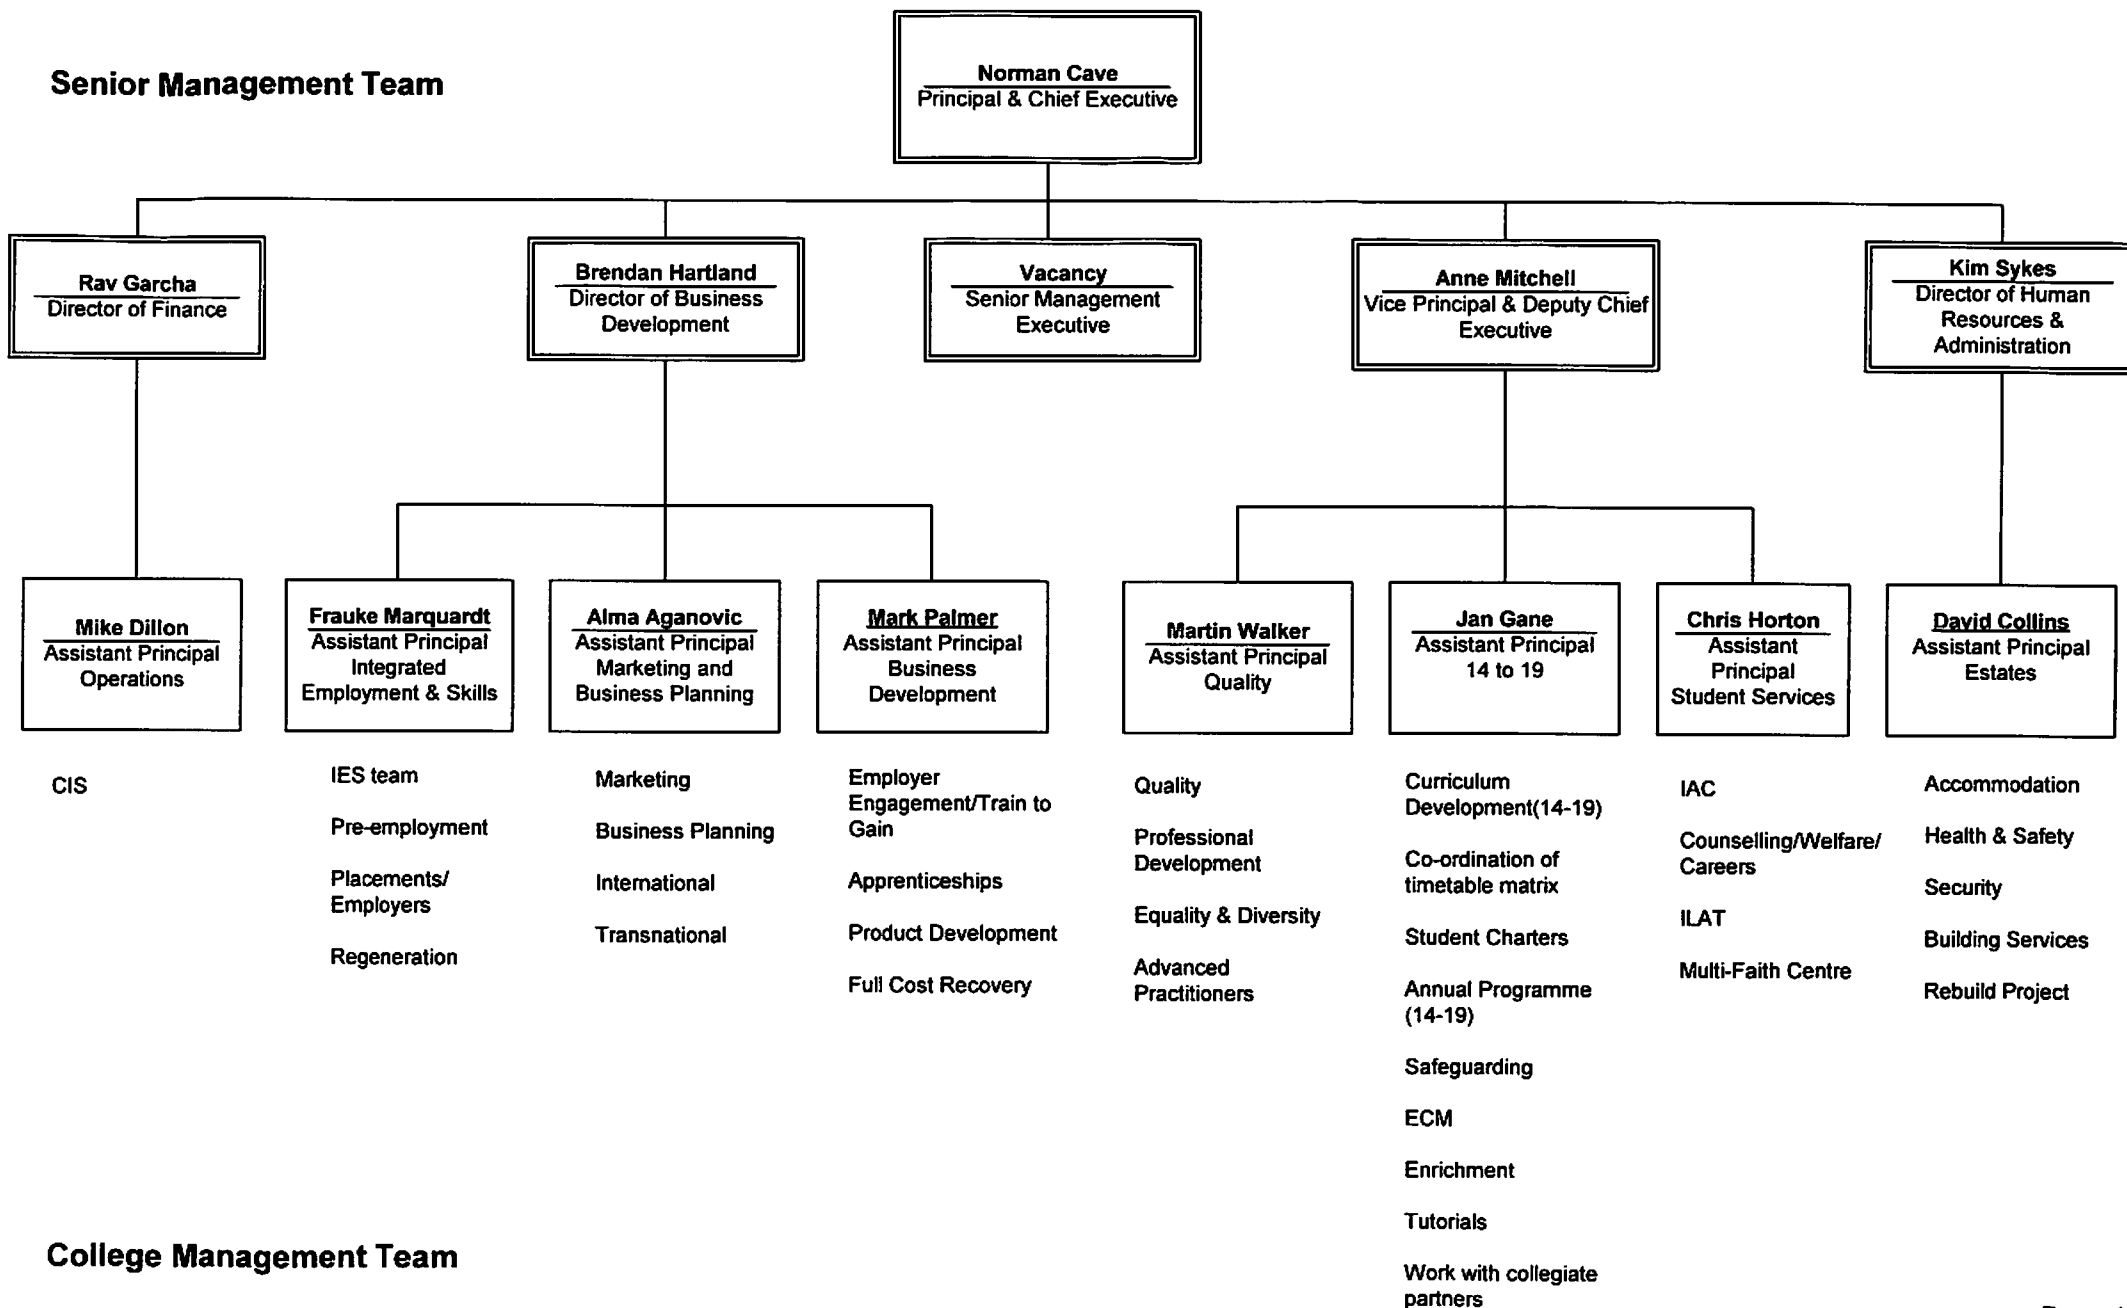 Senior Management Team
Norman Cave
Principal & Chief Executive
Rav Garcha
Director of Finance
Brendan Hartland
Director of Business
Development
Vacancy
Senior Management
Executive
Anne Mitchell
Vice Principal & Deputy Chief
Executive
Kim Sykes
Director of Human
Resources &
Administration
Mike Dillon
Assistant Principal
Operations
Frauke Marquardt
Assistant Principal
Integrated
Employment & Skills
Alma Aganovic
Assistant Principal
Marketing and
Business Planning
Mark Palmer
Assistant Principal
Business
Development
Martin Walker
Assistant Principal
Quality
Jan Gane
Assistant Principal
14 to 19
Chris Horton
Assistant
Principal
Student Services
David Collins
Assistant Principal
Estates
CIS
IES team
Pre-employment
Placements/
Employers
Regeneration
Marketing
Business Planning
International
Transnational
Employer
Engagement/Train to
Gain
Apprenticeships
Product Development
Full Cost Recovery
Quality
Professional
Development
Equality & Diversity
Advanced
Practitioners
Curriculum
Development(14-19)
Co-ordination of
timetable matrix
Student Charters
Annual Programme
(14-19)
Safeguarding
ECM
Enrichment
Tutorials
Work with collegiate
partners
IAC
Counselling/Welfare/
Careers
ILAT
Multi-Faith Centre
Accommodation
Health & Safety
Security
Building Services
Rebuild Project
College Management Team